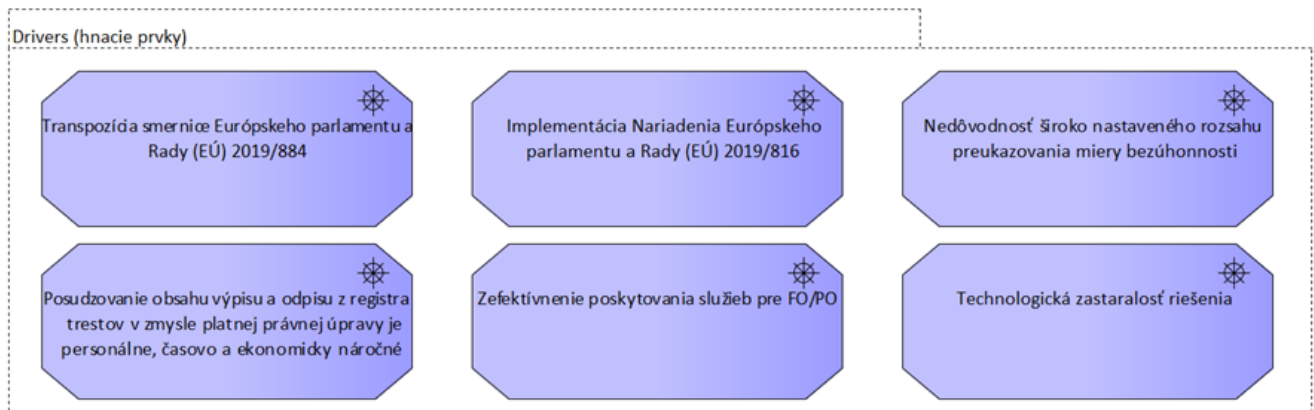 Drivers (hnacie prvky)
Transpozícia smernice Európskeho parlamentu a
Rady (EÚ) 2019/884
Implementácia Nariadenia Európskeho
parlamentu a Rady (EÚ) 2019/816
Nedôvodnosť široko nastaveného rozsahu
preukazovania miery bezúhonnosti
Posudzovanie obsahu výpisu a odpisu z registra
trestov v zmysle platnej právnej úpravy je
personálne, časovo a ekonomicky náročné
Zefektívnenie poskytovania služieb pre FO/PO
Technologická zastaralosť riešenia